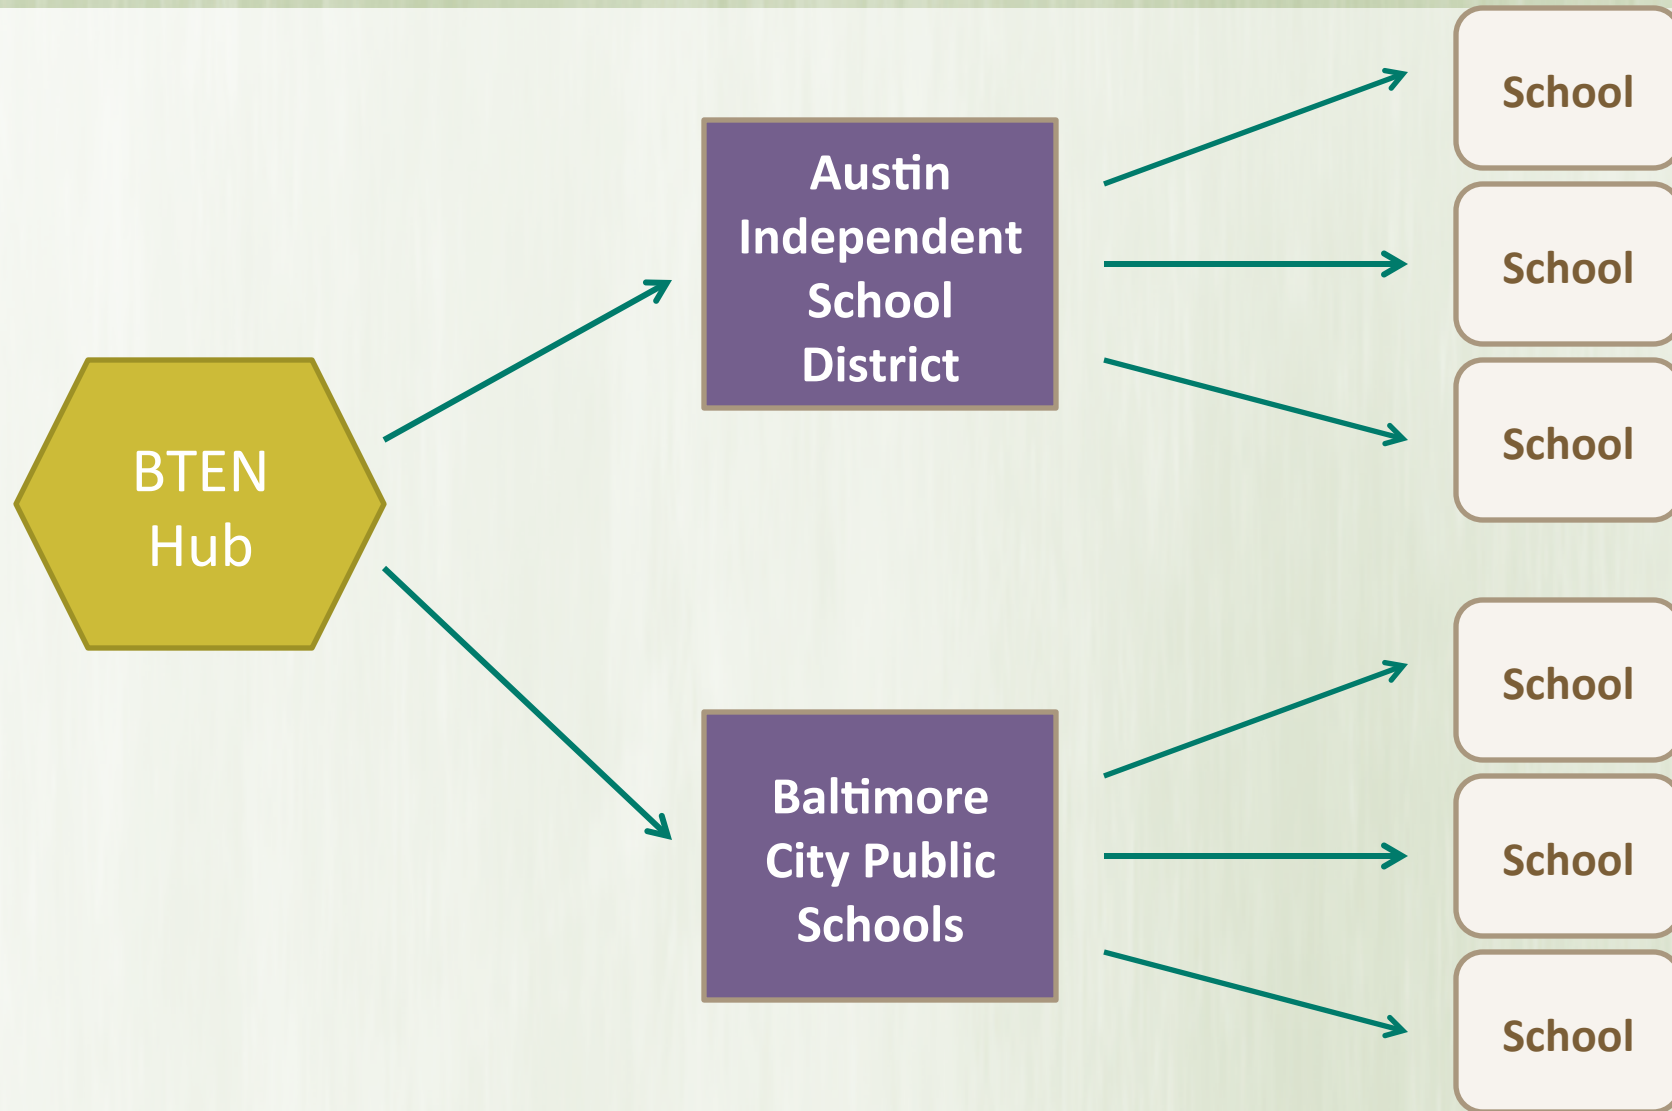 BTEN
Hub
Austin
Independent
School
District
School
School
School
Baltimore
City Public
Schools
School
School
School